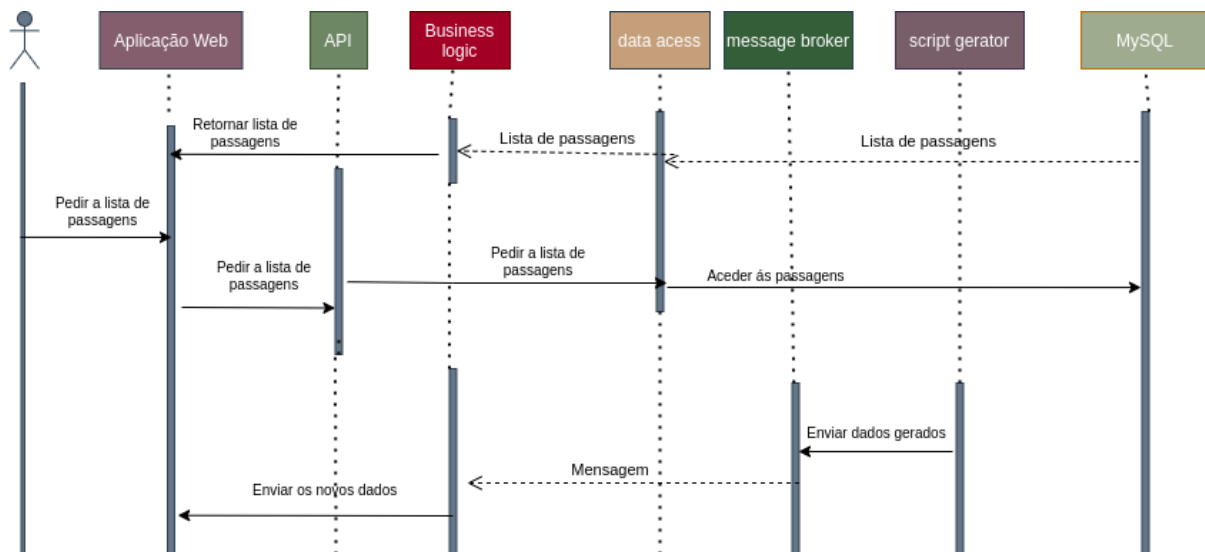 Aplicação Web
API
Business
logic
data acess
message broker
script gerator
MySQL
Retornar lista de
passagens
Lista de passagens
Lista de passagens
Pedir a lista de
passagens
Pedir a lista de
passagens
Pedir a lista de
passagens
Aceder ás passagens
Enviar dados gerados
Mensagem
Enviar os novos dados